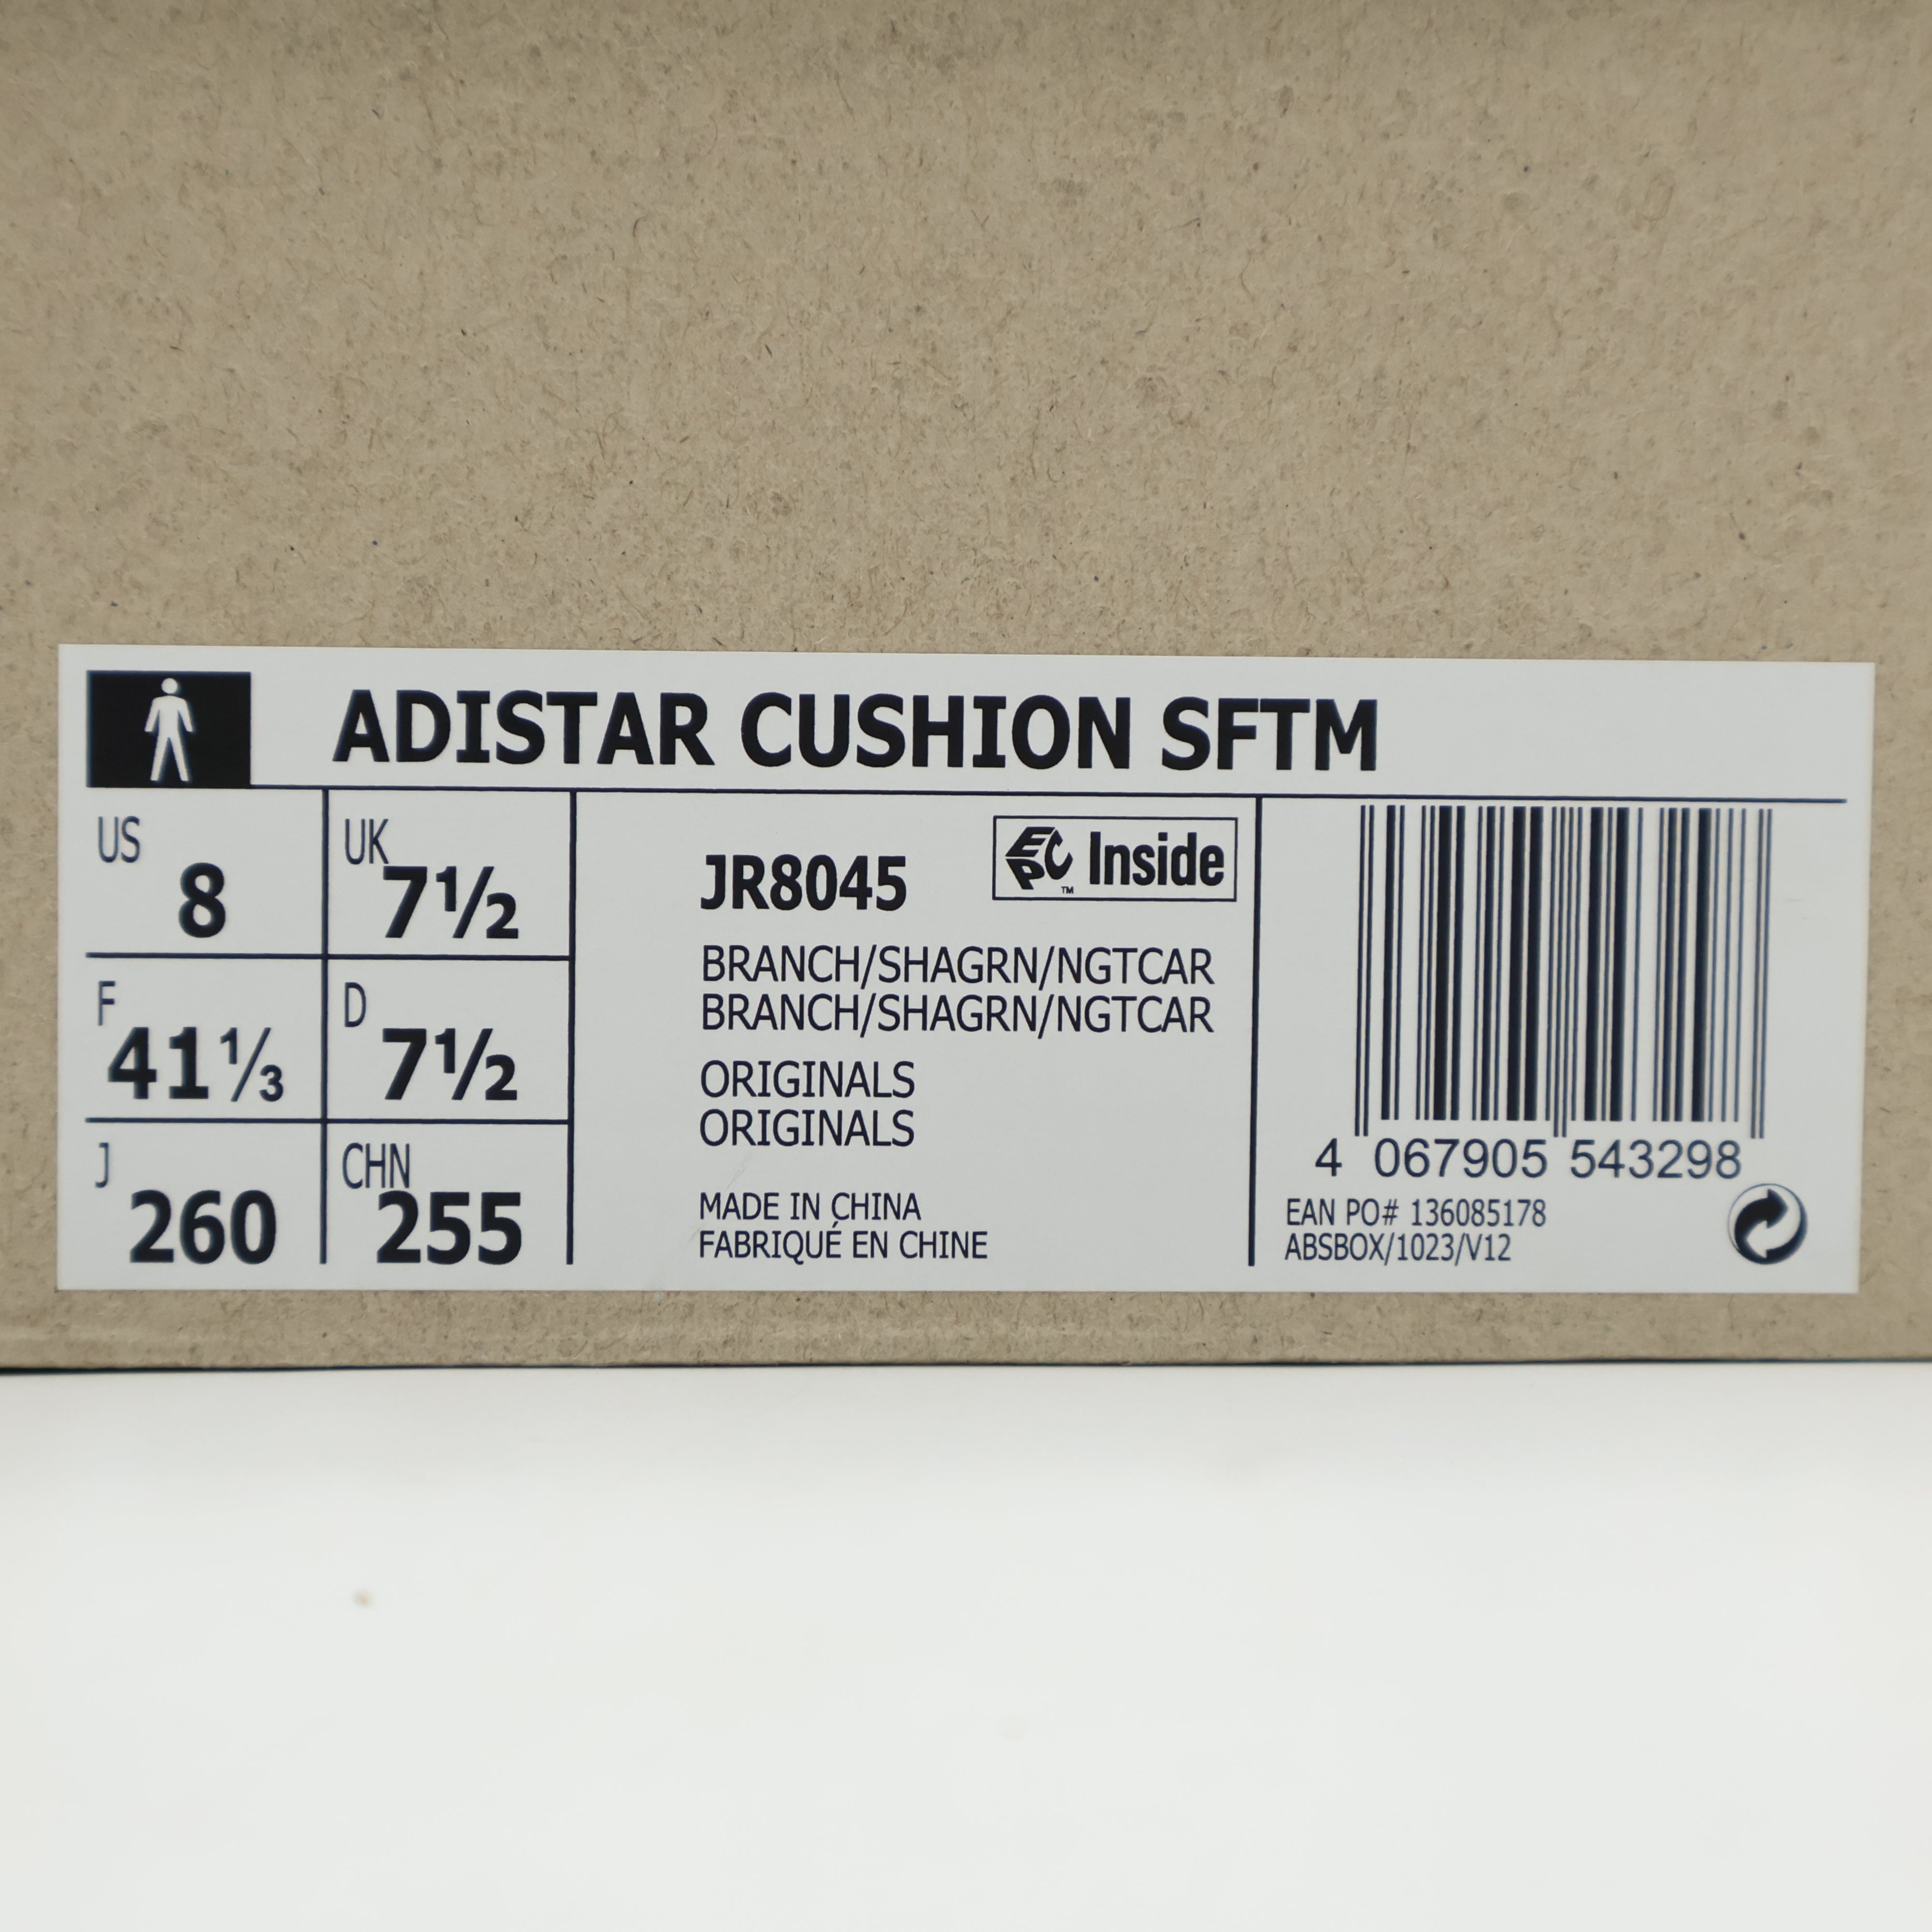 ADISTAR CUSHION SFTM
US 8
UK 7½
F 41⅓
D 7½
J 260
CHN 255
JR8045
EPC™ Inside
BRANCH/SHAGRN/NGTCAR
BRANCH/SHAGRN/NGTCAR
ORIGINALS
ORIGINALS
MADE IN CHINA
FABRIQUÉ EN CHINE
4 067905 543298
EAN PO# 136085178
ABSBOX/1023/V12